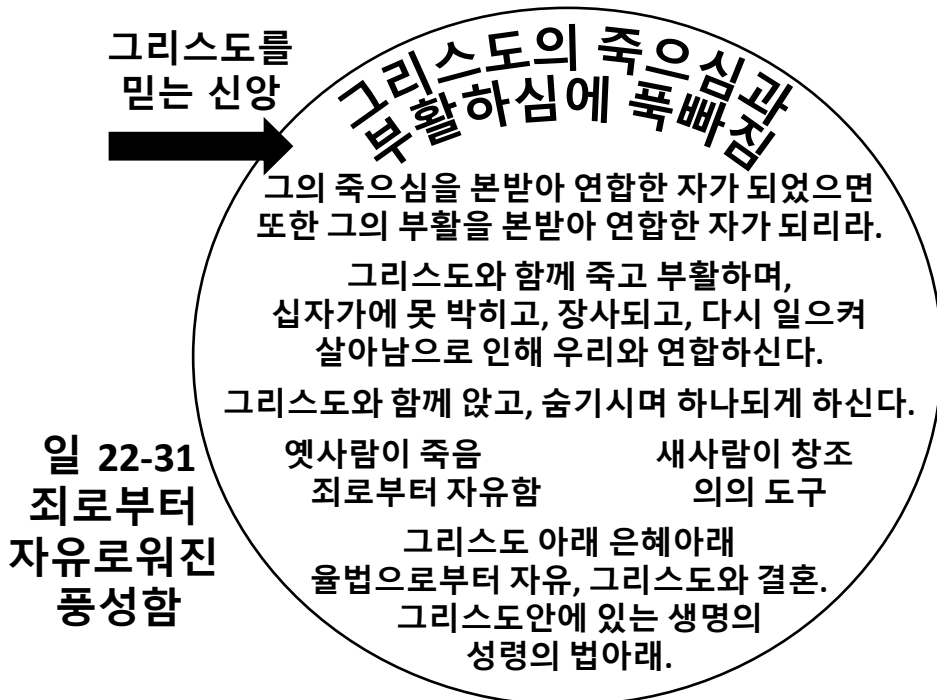 그리스도를
믿는 신앙
그리스도의 죽으심과
부활하심에 푹빠짐
그의 죽으심을 본받아 연합한 자가 되었으면
또한 그의 부활을 본받아 연합한 자가 되리라.
그리스도와 함께 죽고 부활하며,
십자가에 못 박히고, 장사되고, 다시 일으켜
살아남으로 인해 우리와 연합하신다.
그리스도와 함께 앉고, 숨기시며 하나되게 하신다.
옛사람이 죽음
죄로부터 자유함
새사람이 창조
의의 도구
그리스도 아래 은혜아래
율법으로부터 자유, 그리스도와 결혼.
그리스도안에 있는 생명의
성령의 법아래.
일 22-31
죄로부터
자유로워진
풍성함